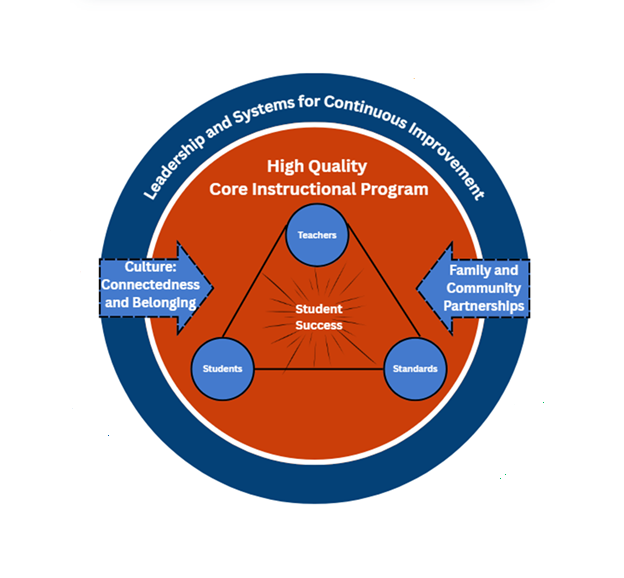 Leadership and Systems for Continuous Improvement
High Quality
Core Instructional Program
Teachers
Culture:
Connectedness
and Belonging
Family and
Community
Partnerships
Student
Success
Students
Standards